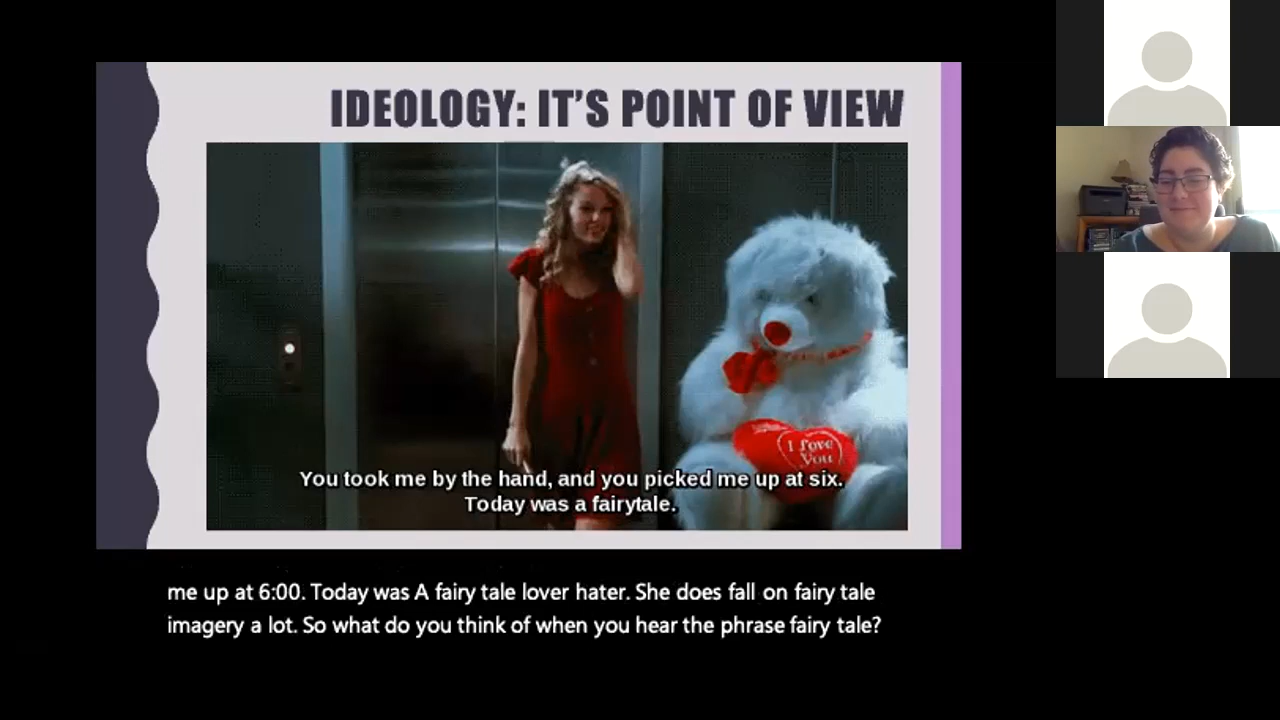 IDEOLOGY: IT'S POINT OF VIEW
I love
You
You took me by the hand, and you picked me up at six.
Today was a fairytale.
me up at 6:00. Today was A fairy tale lover hater. She does fall on fairy tale
imagery a lot. So what do you think of when you hear the phrase fairy tale?